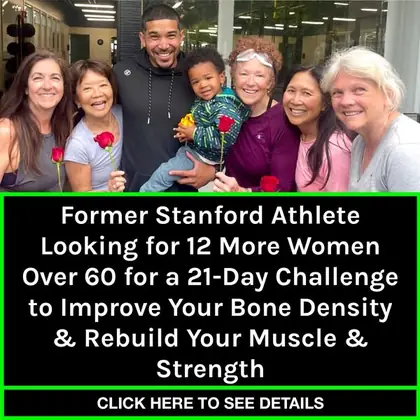 Former Stanford Athlete
Looking for 12 More Women
Over 60 for a 21-Day Challenge
to Improve Your Bone Density
& Rebuild Your Muscle &
Strength
CLICK HERE TO SEE DETAILS